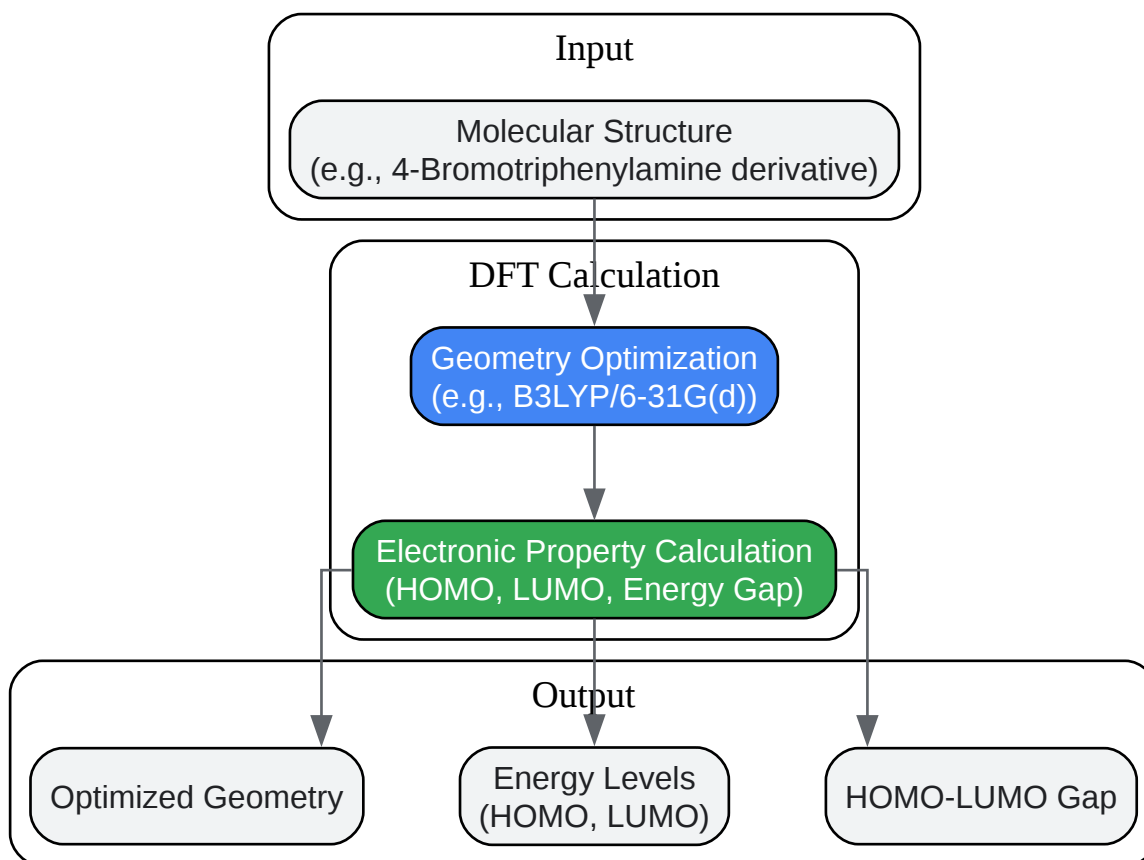 Input
Molecular Structure
(e.g., 4-Bromotriphenylamine derivative)
DFT Calculation
Geometry Optimization
(e.g., B3LYP/6-31G(d))
Electronic Property Calculation
(HOMO, LUMO, Energy Gap)
Output
Optimized Geometry
Energy Levels
(HOMO, LUMO)
HOMO-LUMO Gap